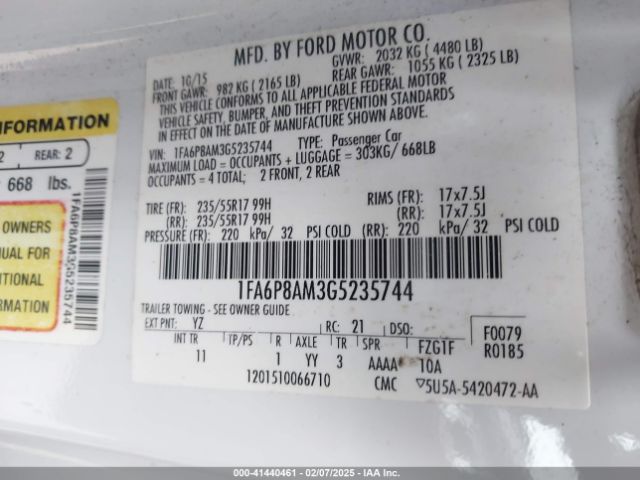 MFD. BY FORD MOTOR CO.
DATE: 10/15 GVWR: 2032 KG ( 4480 LB)
FRONT GAWR: 982 KG ( 2165 LB) REAR GAWR: 1055 KG ( 2325 LB)
THIS VEHICLE CONFORMS TO ALL APPLICABLE FEDERAL MOTOR
VEHICLE SAFETY, BUMPER, AND THEFT PREVENTION STANDARDS
IN EFFECT ON THE DATE OF MANUFACTURE SHOWN ABOVE.
VIN: 1FA6P8AM3G5235744 TYPE: Passenger Car
MAXIMUM LOAD = OCCUPANTS + LUGGAGE = 303KG/ 668LB
OCCUPANTS = 4 TOTAL; 2 FRONT, 2 REAR
TIRE (FR): 235/55R17 99H RIMS (FR): 17x7.5J
(RR): 235/55R17 99H (RR): 17x7.5J
PRESSURE (FR): 220 kPa/ 32 PSI COLD (RR): 220 kPa/ 32 PSI COLD
1FA6P8AM3G5235744
TRAILER TOWING - SEE OWNER GUIDE
EXT PNT: YZ RC: 21 DSO: F0079
INT TR TP/PS R AXLE TR SPR FZG1F R0185
11 1 YY 3 AAAA 10A
1201510066710 CMC 5U5A-5420472-AA
INFORMATION
2 REAR: 2
668 lbs.
OWNERS
NUAL FOR
ITIONAL
RMATION
1FA6P8AM3G5235744
0WN - 41440461 - 02/07/2025 - IAA Inc.